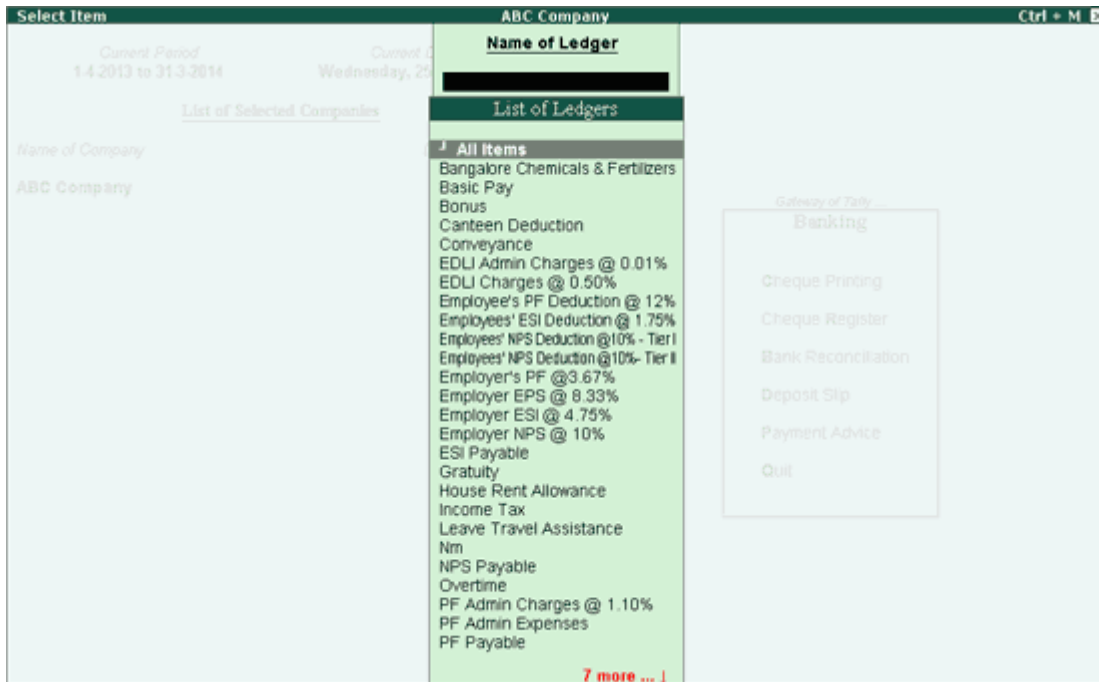 Select Item ABC Company Ctrl + M
Current Period
1-4-2013 to 31-3-2014 Wednesday, 25
List of Selected Companies
Name of Company
ABC Company
Name of Ledger
List of Ledgers
All Items
Bangalore Chemicals & Fertilizers
Basic Pay
Bonus
Canteen Deduction
Conveyance
EDLI Admin Charges @ 0.01%
EDLI Charges @ 0.50%
Employee's PF Deduction @ 12%
Employees' ESI Deduction @ 1.75%
Employees' NPS Deduction @10% - Tier I
Employees' NPS Deduction @10%- Tier II
Employer's PF @3.67%
Employer EPS @ 8.33%
Employer ESI @ 4.75%
Employer NPS @ 10%
ESI Payable
Gratuity
House Rent Allowance
Income Tax
Leave Travel Assistance
Nm
NPS Payable
Overtime
PF Admin Charges @ 1.10%
PF Admin Expenses
PF Payable
7 more ... ↓
Gateway of Tally ...
Banking
Cheque Printing
Cheque Register
Bank Reconciliation
Deposit Slip
Payment Advice
Quit